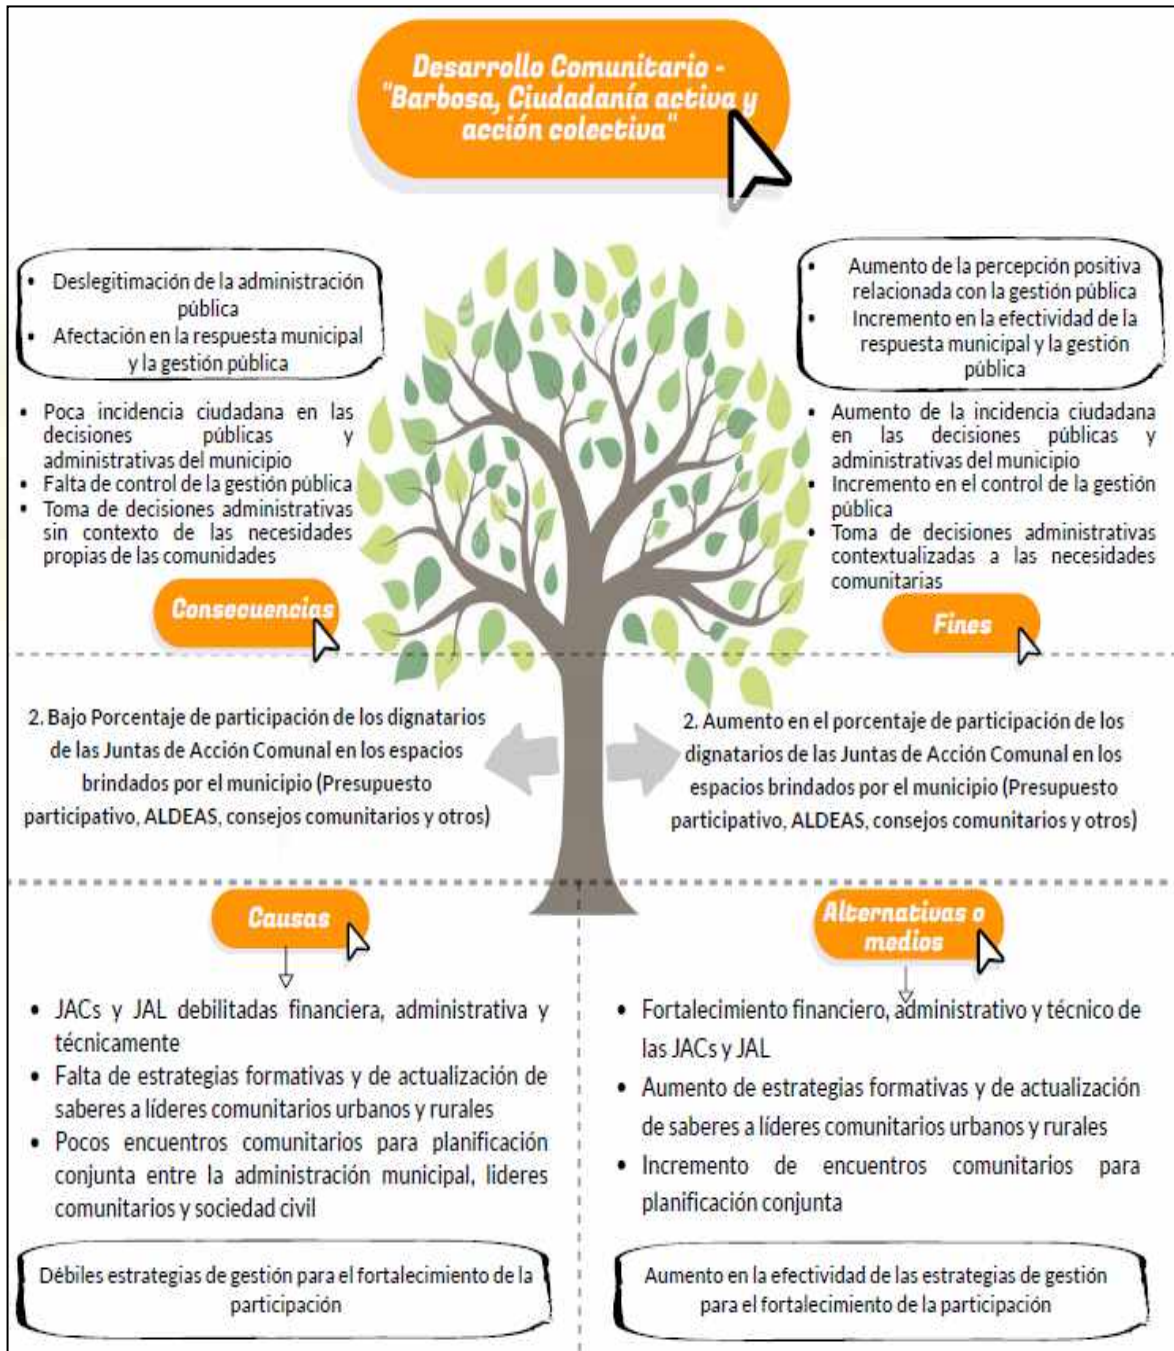 Desarrollo Comunitario -
"Barbosa, Ciudadanía activa y
acción colectiva"
• Deslegitimación de la administración
pública
• Afectación en la respuesta municipal
y la gestión pública
• Poca incidencia ciudadana en las
decisiones públicas y
administrativas del municipio
• Falta de control de la gestión pública
• Toma de decisiones administrativas
sin contexto de las necesidades
propias de las comunidades
Consecuencias
• Aumento de la percepción positiva
relacionada con la gestión pública
• Incremento en la efectividad de la
respuesta municipal y la gestión
pública
• Aumento de la incidencia ciudadana
en las decisiones públicas y
administrativas del municipio
• Incremento en el control de la gestión
pública
• Toma de decisiones administrativas
contextualizadas a las necesidades
comunitarias
Fines
2. Bajo Porcentaje de participación de los dignatarios
de las Juntas de Acción Comunal en los espacios
brindados por el municipio (Presupuesto
participativo, ALDEAS, consejos comunitarios y otros)
2. Aumento en el porcentaje de participación de los
dignatarios de las Juntas de Acción Comunal en los
espacios brindados por el municipio (Presupuesto
participativo, ALDEAS, consejos comunitarios y otros)
Causas
• JACs y JAL debilitadas financiera, administrativa y
técnicamente
• Falta de estrategias formativas y de actualización de
saberes a líderes comunitarios urbanos y rurales
• Pocos encuentros comunitarios para planificación
conjunta entre la administración municipal, lideres
comunitarios y sociedad civil
Débiles estrategias de gestión para el fortalecimiento de la
participación
Alternativas o
medios
• Fortalecimiento financiero, administrativo y técnico de
las JACs y JAL
• Aumento de estrategias formativas y de actualización
de saberes a líderes comunitarios urbanos y rurales
• Incremento de encuentros comunitarios para
planificación conjunta
Aumento en la efectividad de las estrategias de gestión
para el fortalecimiento de la participación